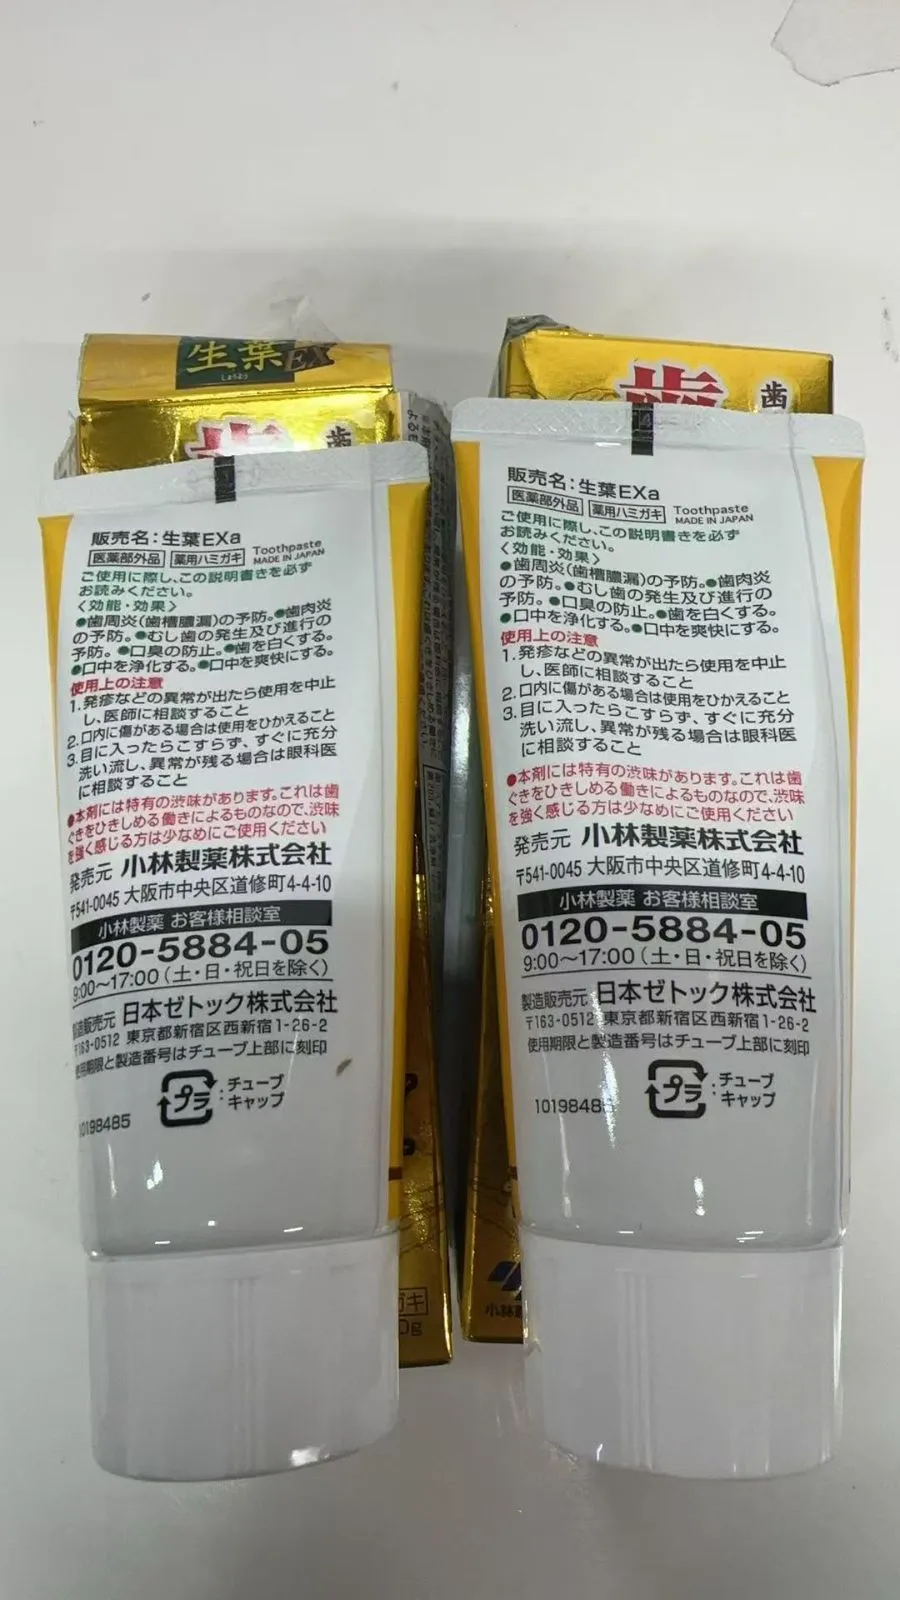 生葉EX
しょうよう
歯
歯
販売名：生葉EXa
医薬部外品 薬用ハミガキ Toothpaste
MADE IN JAPAN
ご使用に際し、この説明書きを必ず
お読みください。
〈効能・効果〉
●歯周炎(歯槽膿漏)の予防。●歯肉炎
の予防。●むし歯の発生及び進行の
予防。●口臭の防止。●歯を白くする。
●口中を浄化する。●口中を爽快にする。
使用上の注意
1.発疹などの異常が出たら使用を中止
し、医師に相談すること
2.口内に傷がある場合は使用をひかえること
3.目に入ったらこすらず、すぐに充分
洗い流し、異常が残る場合は眼科医
に相談すること
●本剤には特有の渋味があります。これは歯
ぐきをひきしめる働きによるものなので、渋味
を強く感じる方は少なめにご使用ください
発売元 小林製薬株式会社
〒541-0045 大阪市中央区道修町4-4-10
小林製薬 お客様相談室
0120-5884-05
9:00〜17:00（土・日・祝日を除く）
製造販売元 日本ゼトック株式会社
〒163-0512 東京都新宿区西新宿1-26-2
使用期限と製造番号はチューブ上部に刻印
プラ ：チューブ
キャップ
10198485
ガキ
0g
歯
歯
販売名：生葉EXa
医薬部外品 薬用ハミガキ Toothpaste
MADE IN JAPAN
ご使用に際し、この説明書きを必ず
お読みください。
〈効能・効果〉
●歯周炎(歯槽膿漏)の予防。●歯肉炎
の予防。●むし歯の発生及び進行の
予防。●口臭の防止。●歯を白くする。
●口中を浄化する。●口中を爽快にする。
使用上の注意
1.発疹などの異常が出たら使用を中止
し、医師に相談すること
2.口内に傷がある場合は使用をひかえること
3.目に入ったらこすらず、すぐに充分
洗い流し、異常が残る場合は眼科医
に相談すること
●本剤には特有の渋味があります。これは歯
ぐきをひきしめる働きによるものなので、渋味
を強く感じる方は少なめにご使用ください
発売元 小林製薬株式会社
〒541-0045 大阪市中央区道修町4-4-10
小林製薬 お客様相談室
0120-5884-05
9:00〜17:00（土・日・祝日を除く）
製造販売元 日本ゼトック株式会社
〒163-0512 東京都新宿区西新宿1-26-2
使用期限と製造番号はチューブ上部に刻印
プラ ：チューブ
キャップ
1019848
小林